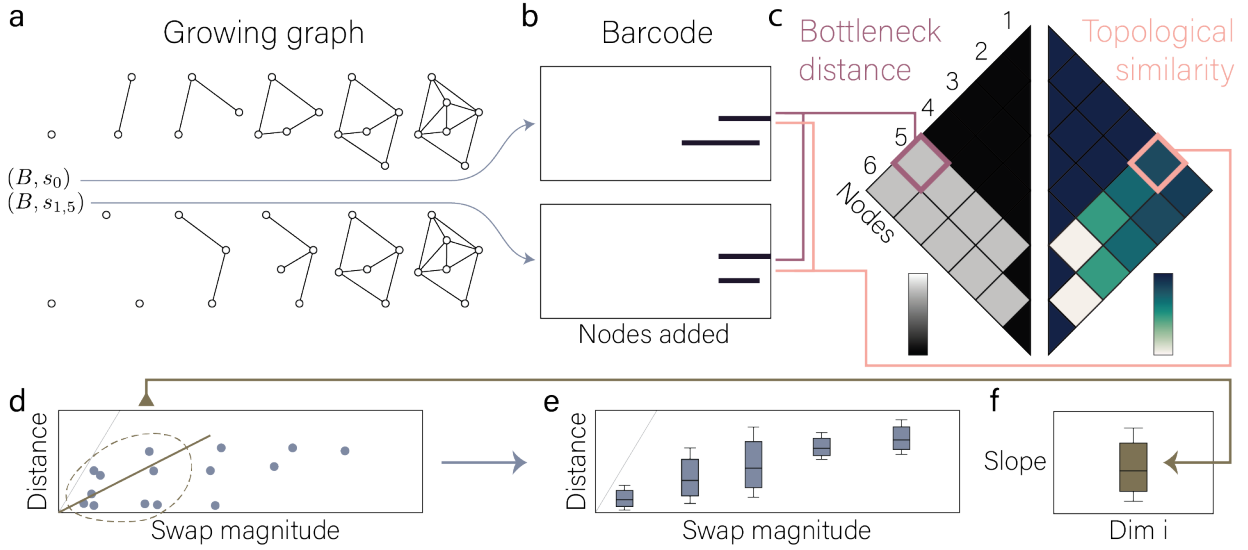 a
Growing graph
(B, s₀)
(B, s₁,₅)
b
Barcode
Nodes added
c
Bottleneck
distance
Topological
similarity
1
2
3
4
5
6
Nodes
d
Distance
Swap magnitude
e
Distance
Swap magnitude
f
Slope
Dim i